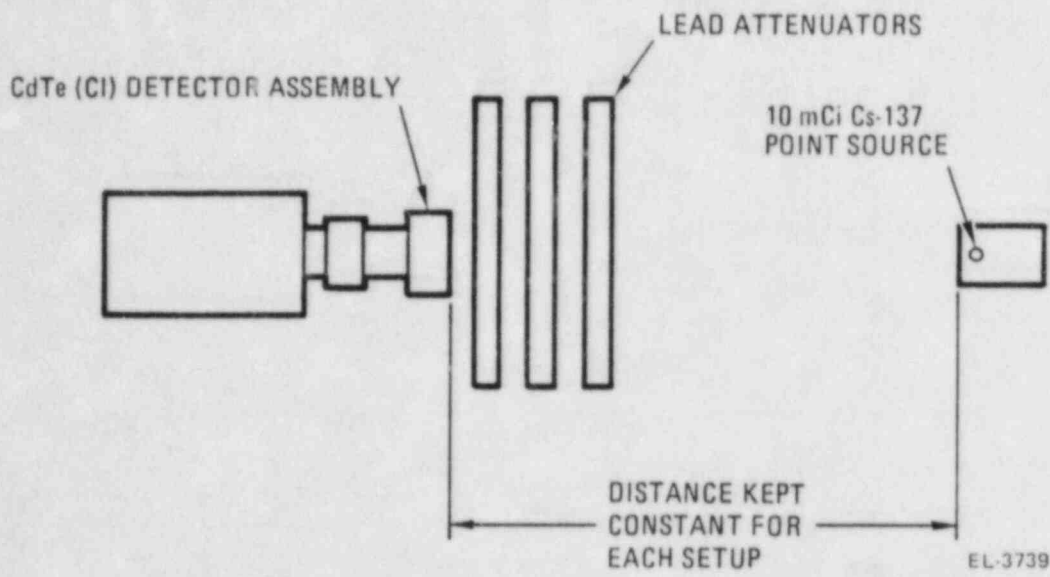 LEAD ATTENUATORS
CdTe (Cl) DETECTOR ASSEMBLY
10 mCi Cs-137
POINT SOURCE
DISTANCE KEPT
CONSTANT FOR
EACH SETUP
EL-3739